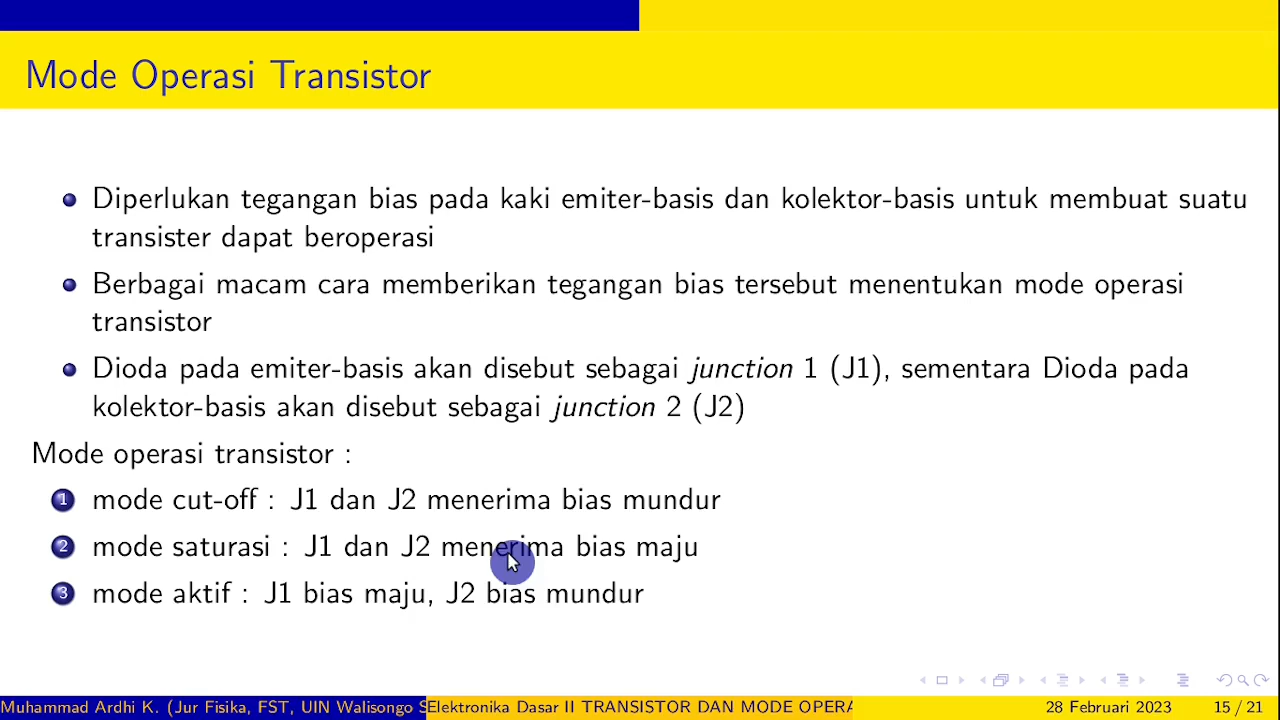 Mode Operasi Transistor
Diperlukan tegangan bias pada kaki emiter-basis dan kolektor-basis untuk membuat suatu
transister dapat beroperasi
Berbagai macam cara memberikan tegangan bias tersebut menentukan mode operasi
transistor
Dioda pada emiter-basis akan disebut sebagai junction 1 (J1), sementara Dioda pada
kolektor-basis akan disebut sebagai junction 2 (J2)
Mode operasi transistor :
1 mode cut-off : J1 dan J2 menerima bias mundur
2 mode saturasi : J1 dan J2 menerima bias maju
3 mode aktif : J1 bias maju, J2 bias mundur
Muhammad Ardhi K. (Jur Fisika, FST, UIN Walisongo Elektronika Dasar II TRANSISTOR DAN MODE 28 Februari 2023 15 / 21